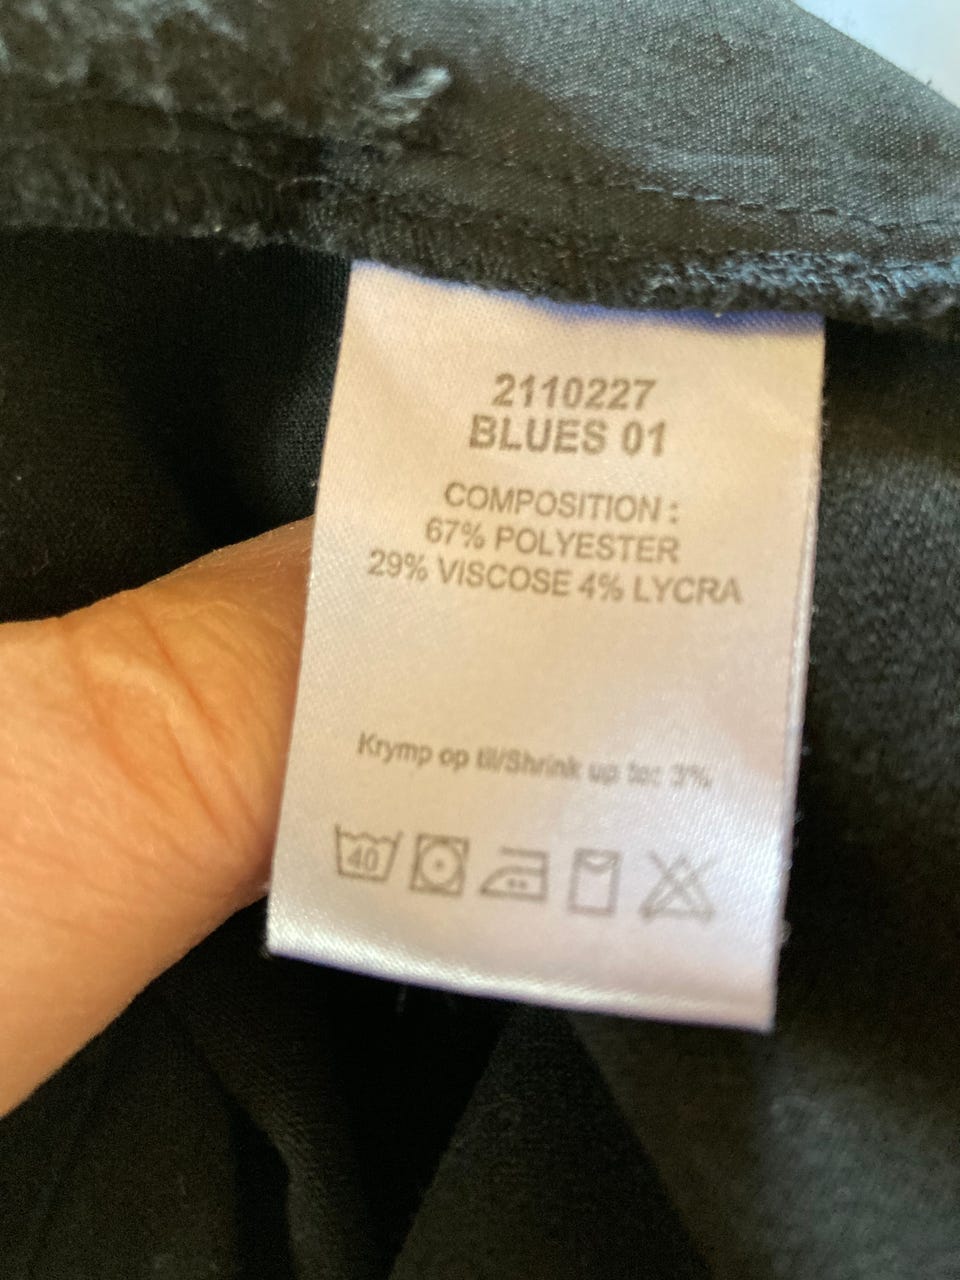 2110227
BLUES 01
COMPOSITION :
67% POLYESTER
29% VISCOSE 4% LYCRA
Krymp op til/Shrink up to: 3%
40